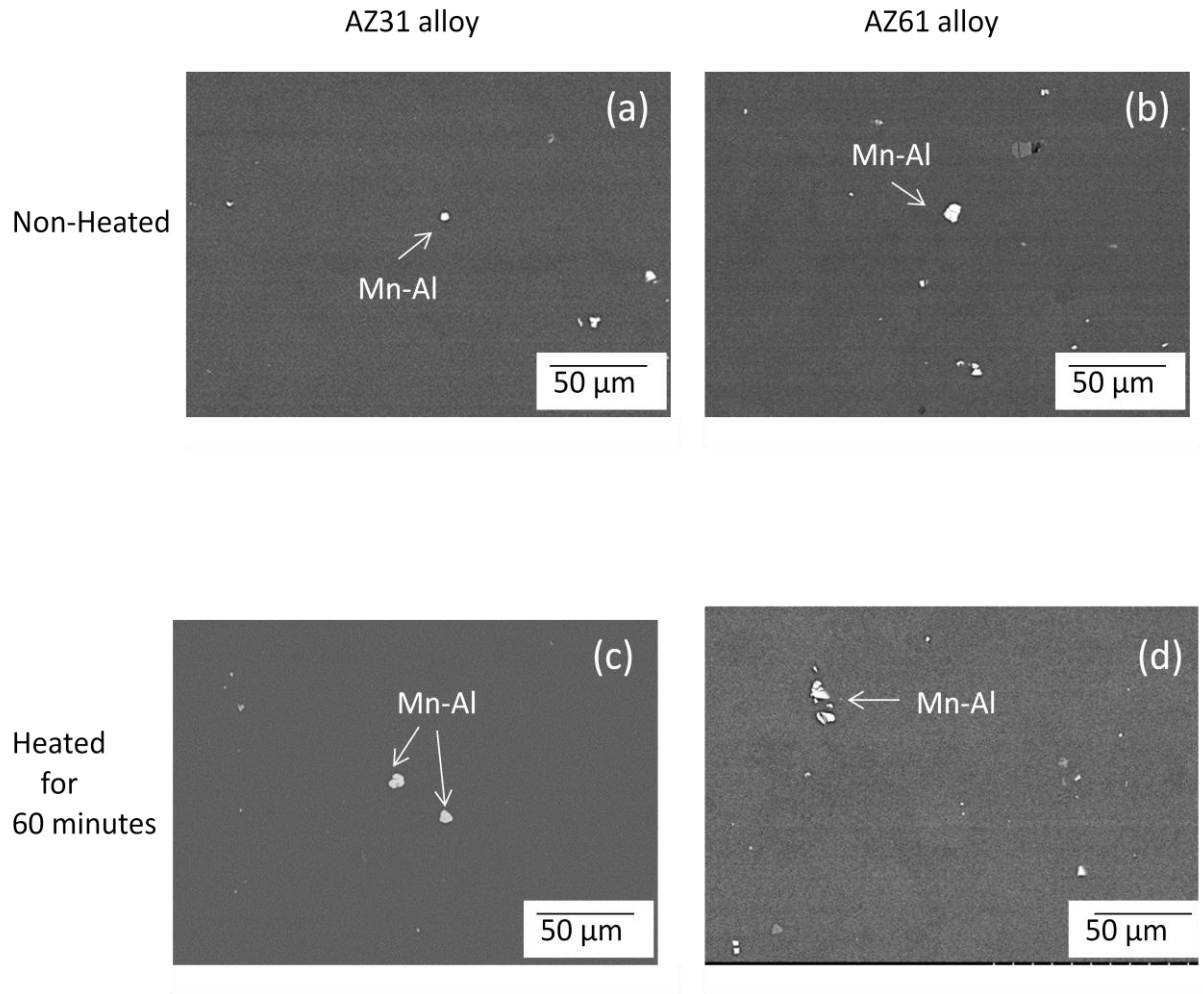 AZ31 alloy
AZ61 alloy
Non-Heated
(a)
Mn-Al
50 μm
(b)
Mn-Al
50 μm
Heated
for
60 minutes
(c)
Mn-Al
50 μm
(d)
Mn-Al
50 μm